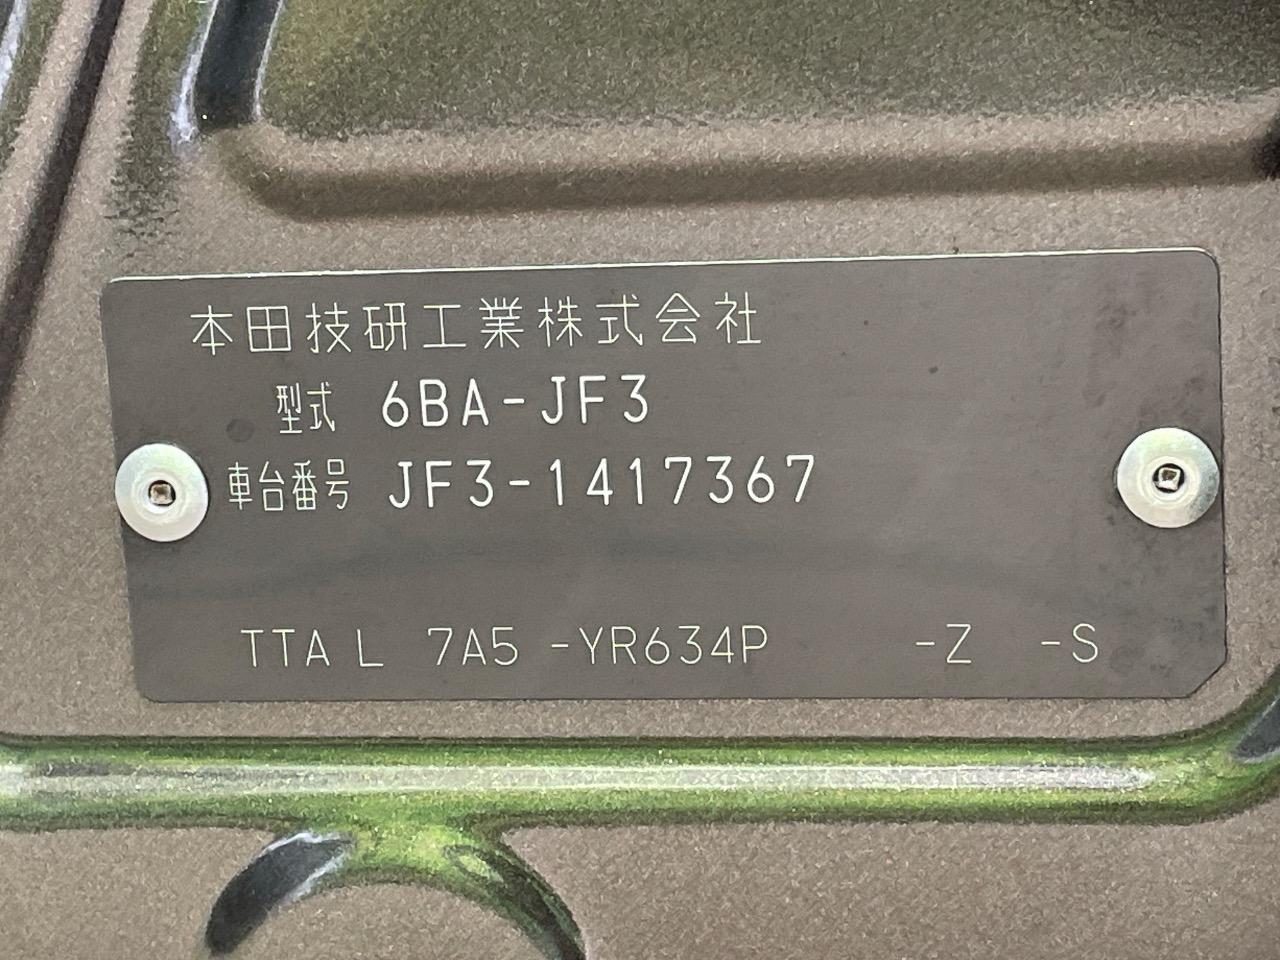 本田技研工業株式会社
型式 6BA-JF3
車台番号 JF3-1417367
TTA L 7A5 -YR634P -Z -S